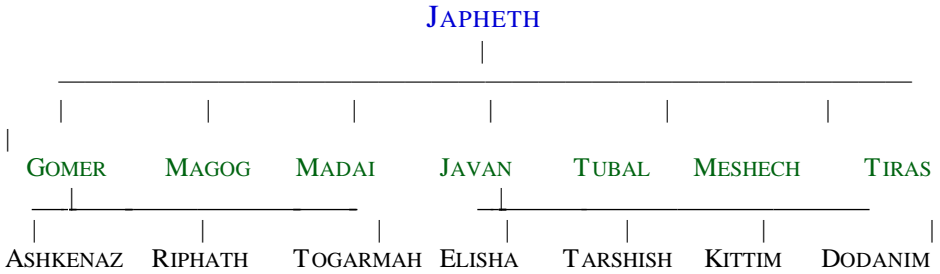 JAPHETH
GOMER MAGOG MADAI JAVAN TUBAL MESHECH TIRAS
ASHKENAZ RIPHATH TOGARMAH ELISHA TARSHISH KITTIM DODANIM